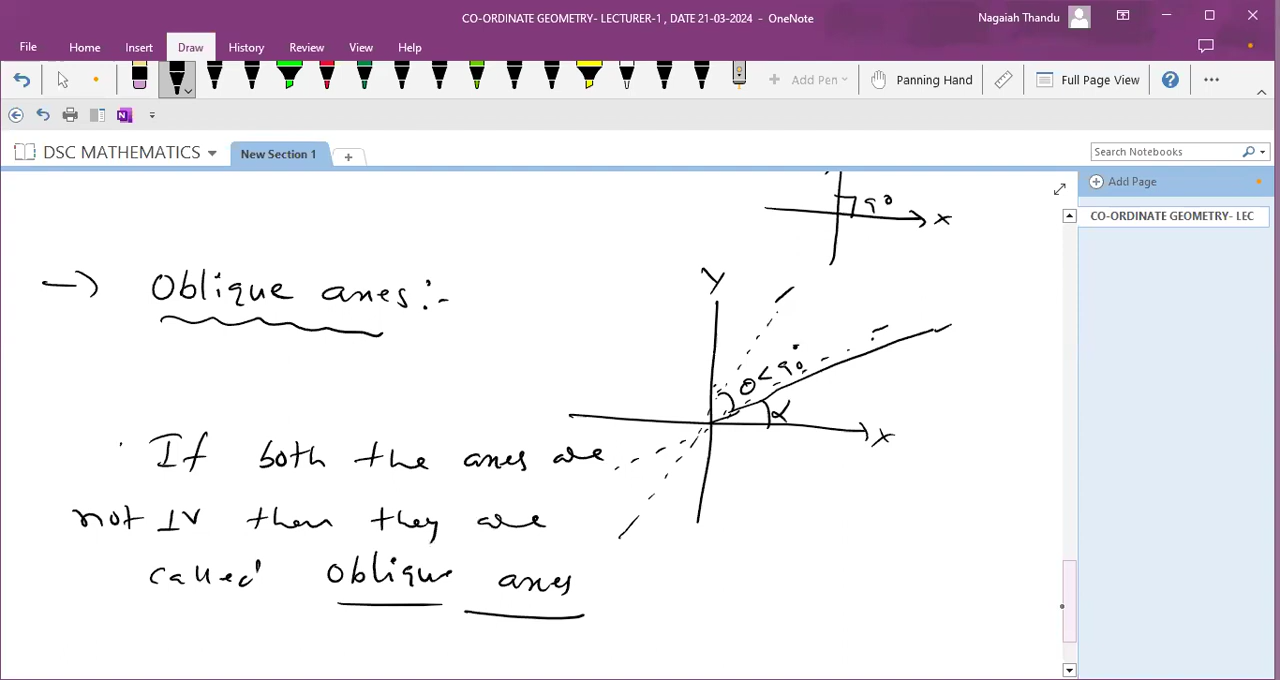 CO-ORDINATE GEOMETRY- LECTURER-1 , DATE 21-03-2024 - OneNote
Nagaiah Thandu
File Home Insert Draw History Review View Help
Add Pen Panning Hand Full Page View
DSC MATHEMATICS New Section 1
Search Notebooks
Add Page
CO-ORDINATE GEOMETRY- LEC
90
x
Oblique axes:-
y
θ<90°
α
x
If both the axes are
not ⊥r then they are
called oblique axes